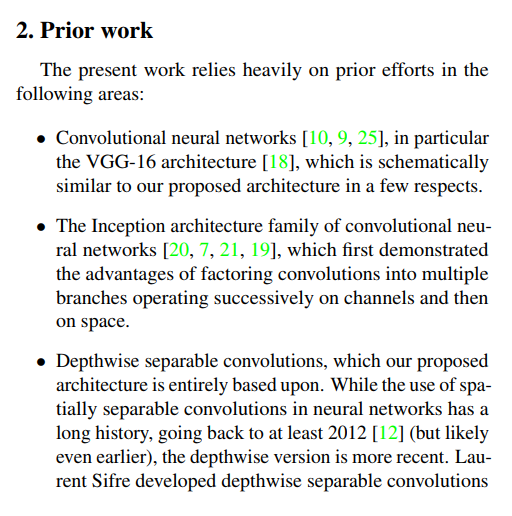 2. Prior work
The present work relies heavily on prior efforts in the
following areas:
• Convolutional neural networks [10, 9, 25], in particular
the VGG-16 architecture [18], which is schematically
similar to our proposed architecture in a few respects.
• The Inception architecture family of convolutional neu-
ral networks [20, 7, 21, 19], which first demonstrated
the advantages of factoring convolutions into multiple
branches operating successively on channels and then
on space.
• Depthwise separable convolutions, which our proposed
architecture is entirely based upon. While the use of spa-
tially separable convolutions in neural networks has a
long history, going back to at least 2012 [12] (but likely
even earlier), the depthwise version is more recent. Lau-
rent Sifre developed depthwise separable convolutions